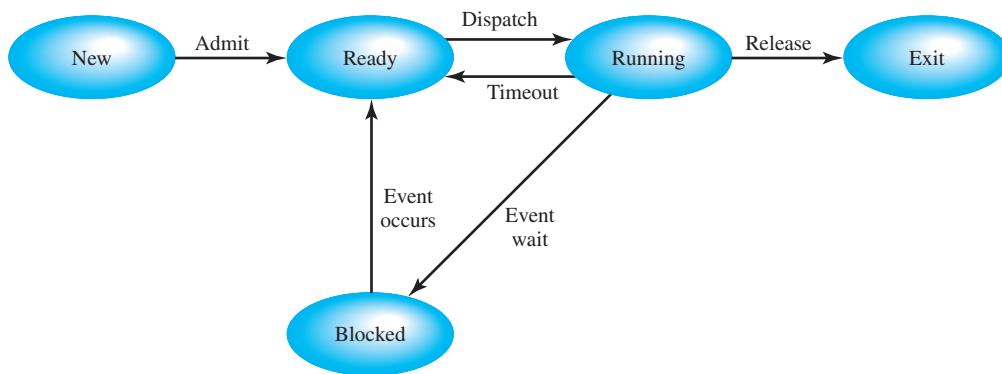 Dispatch
New
Admit
Ready
Running
Release
Exit
Timeout
Event
occurs
Event
wait
Blocked